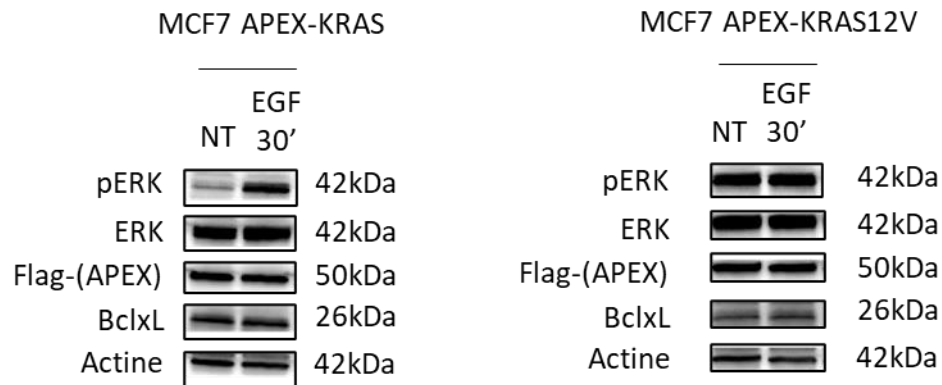 MCF7 APEX-KRAS
EGF
NT 30’
pERK 42kDa
ERK 42kDa
Flag-(APEX) 50kDa
BclxL 26kDa
Actine 42kDa
MCF7 APEX-KRAS12V
EGF
NT 30’
pERK 42kDa
ERK 42kDa
Flag-(APEX) 50kDa
BclxL 26kDa
Actine 42kDa